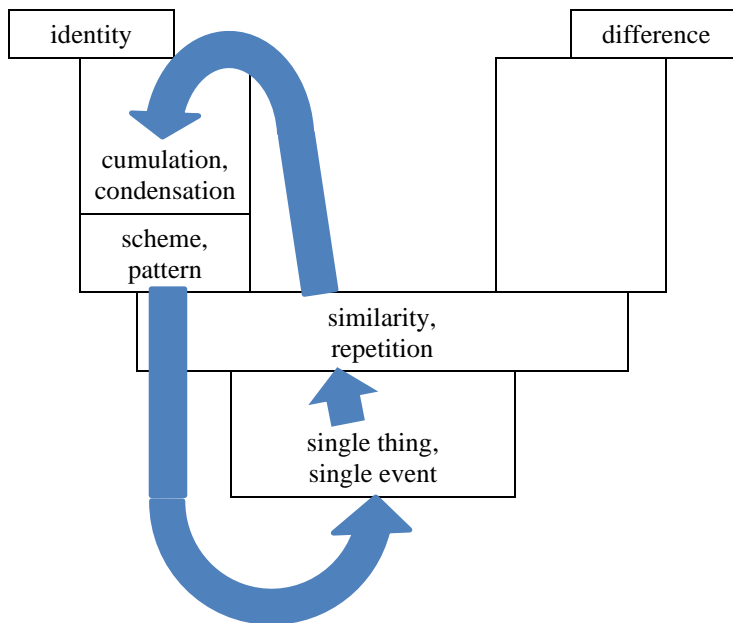 identity
difference
cumulation,
condensation
scheme,
pattern
similarity,
repetition
single thing,
single event